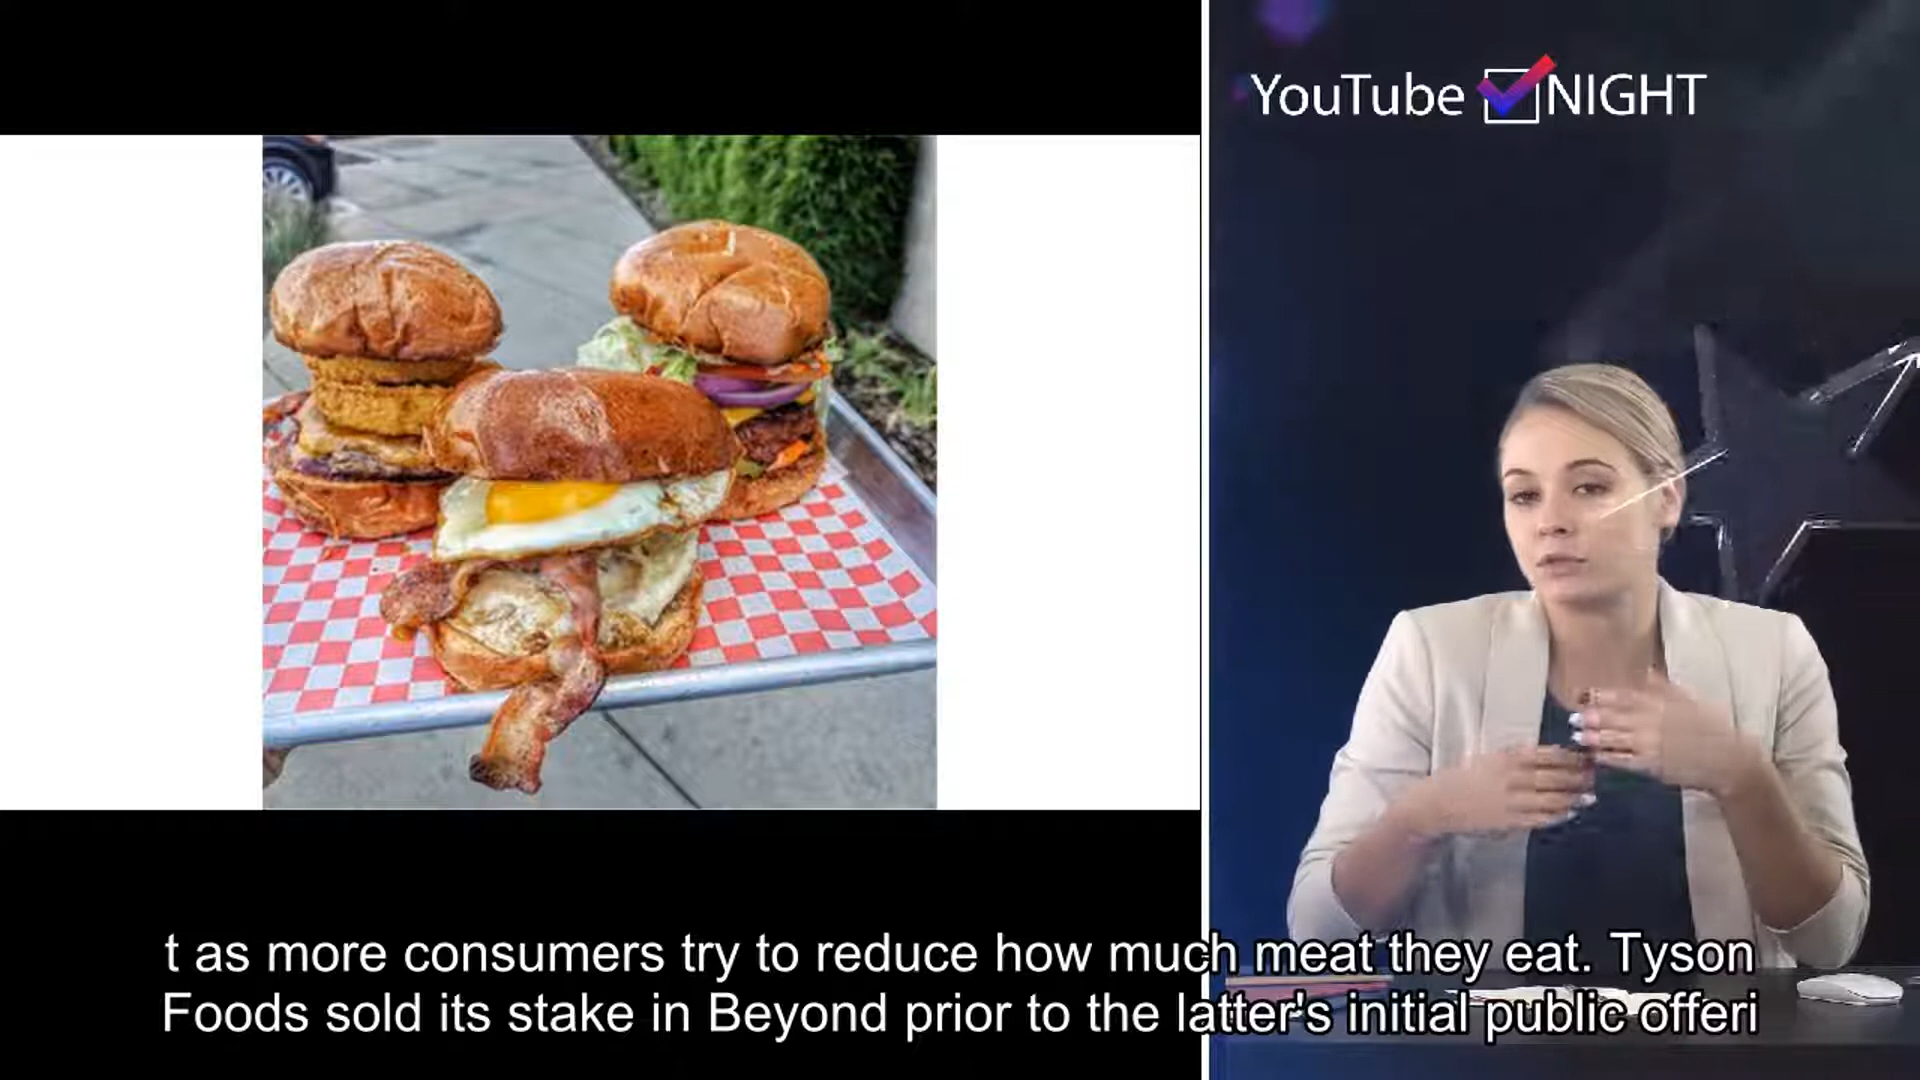 YouTube NIGHT
t as more consumers try to reduce how much meat they eat. Tyson
Foods sold its stake in Beyond prior to the latter's initial public offeri